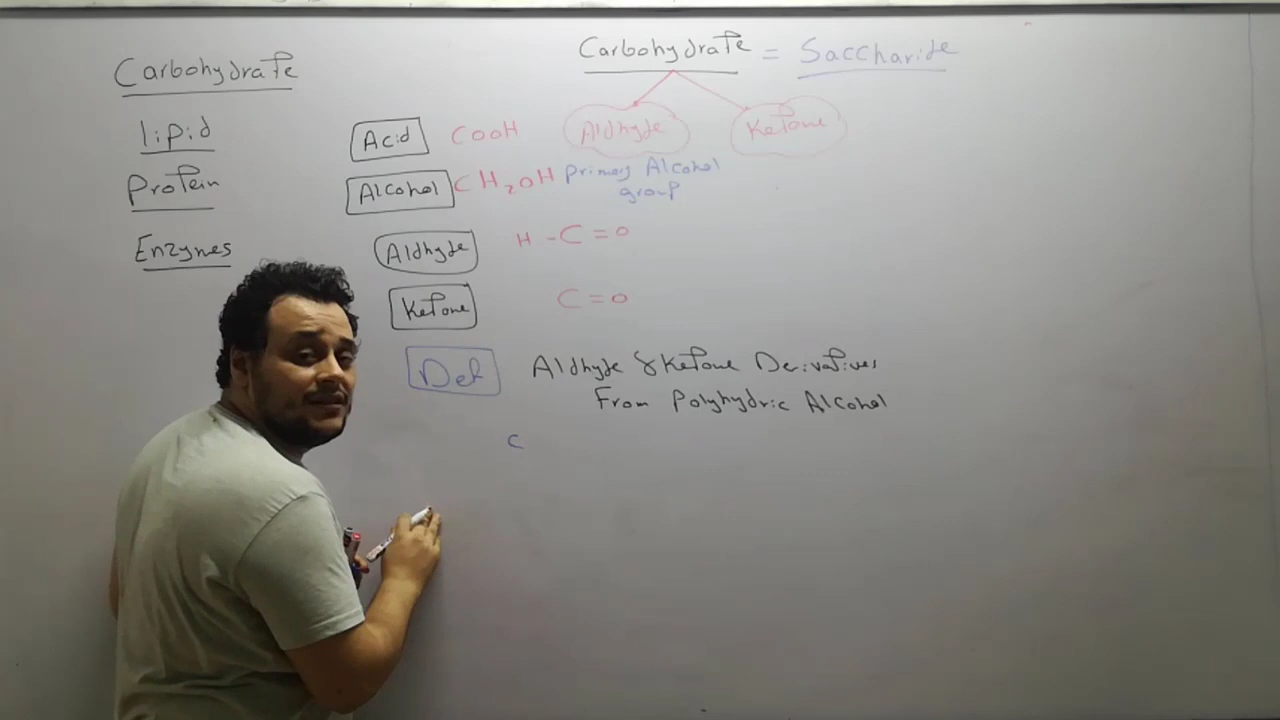 Carbohydrate
lipid
Protein
Enzymes
Carbohydrate = Saccharide
Aldhyde Ketone
Acid COOH
Alcohol CH2OH Primary Alcohol
group
Aldhyde H-C=O
Ketone C=O
Def Aldhyde & Ketone Derivatives
From Polyhydric Alcohol
C